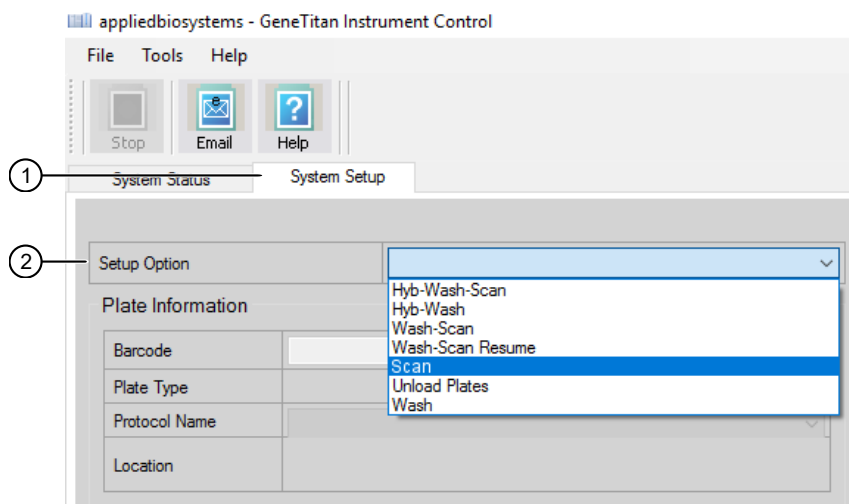 appliedbiosystems - GeneTitan Instrument Control
File Tools Help
Stop Email Help
1 System Status System Setup
2 Setup Option
Hyb-Wash-Scan
Hyb-Wash
Wash-Scan
Wash-Scan Resume
Scan
Unload Plates
Wash
Plate Information
Barcode
Plate Type
Protocol Name
Location